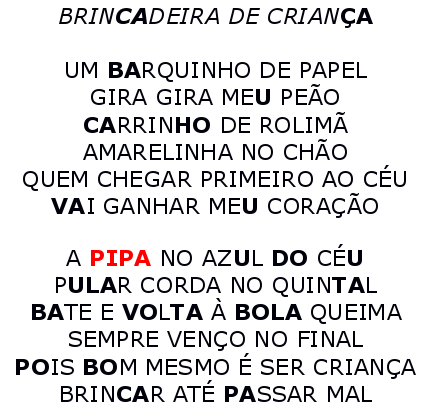 BRINCADEIRA DE CRIANÇA
UM BARQUINHO DE PAPEL
GIRA GIRA MEU PEÃO
CARRINHO DE ROLIMÃ
AMARELINHA NO CHÃO
QUEM CHEGAR PRIMEIRO AO CÉU
VAI GANHAR MEU CORAÇÃO
A PIPA NO AZUL DO CÉU
PULAR CORDA NO QUINTAL
BATE E VOLTA À BOLA QUEIMA
SEMPRE VENÇO NO FINAL
POIS BOM MESMO É SER CRIANÇA
BRINCAR ATÉ PASSAR MAL